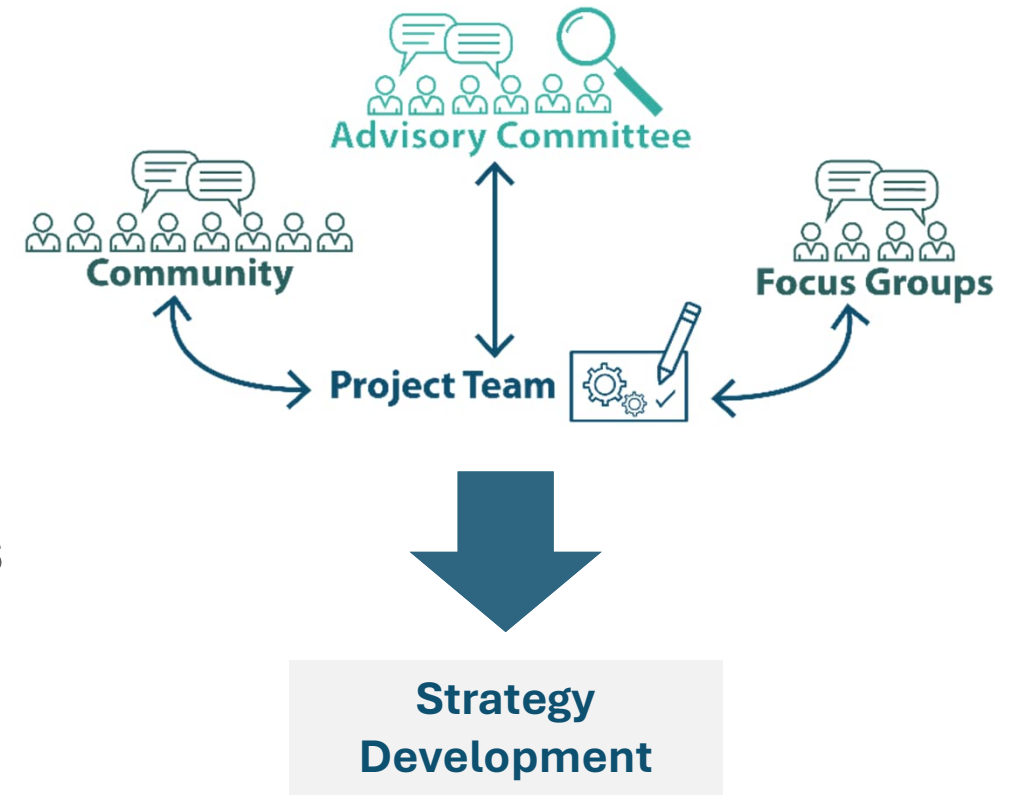 Advisory Committee
Community
Focus Groups
Project Team
Strategy
Development